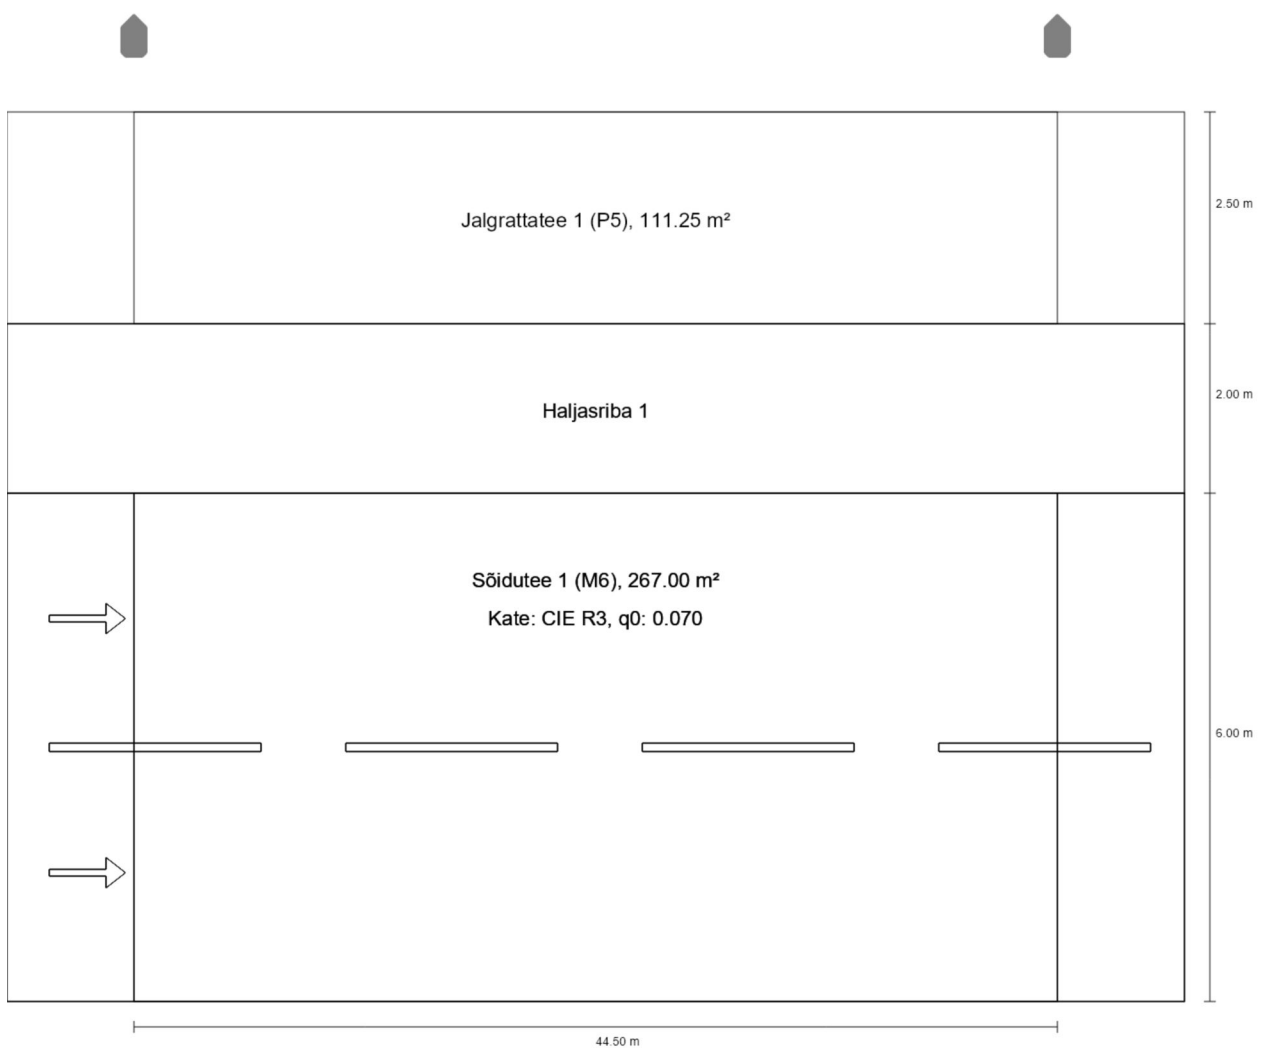 Jalgrattatee 1 (P5), 111.25 m²
2.50 m
Haljasriba 1
2.00 m
Sõidutee 1 (M6), 267.00 m²
Kate: CIE R3, q0: 0.070
6.00 m
44.50 m